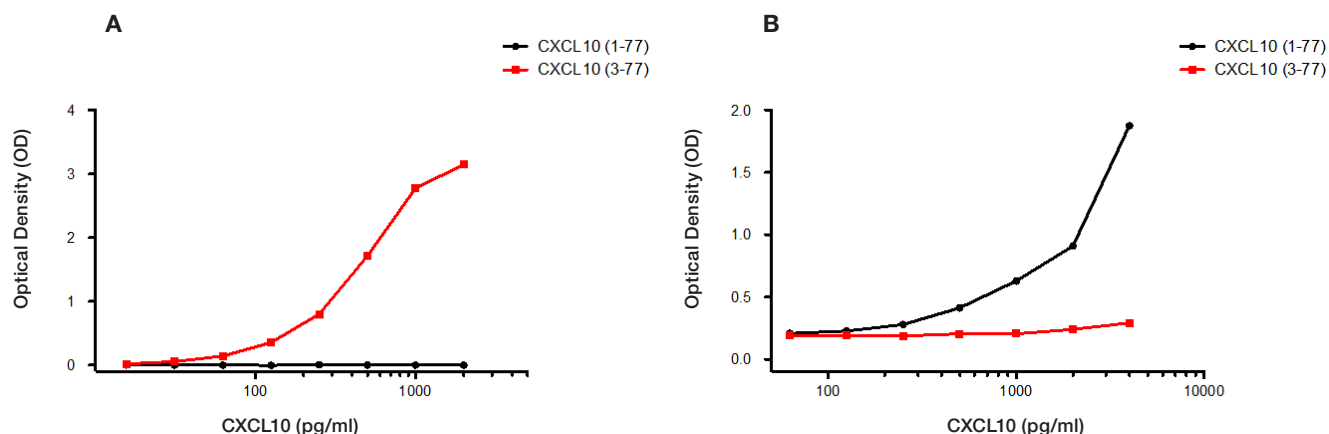 A
CXCL10 (1-77)
CXCL10 (3-77)
Optical Density (OD)
4
3
2
1
0
100
1000
CXCL10 (pg/ml)
B
CXCL10 (1-77)
CXCL10 (3-77)
Optical Density (OD)
2.0
1.5
1.0
0.5
0.0
100
1000
10000
CXCL10 (pg/ml)